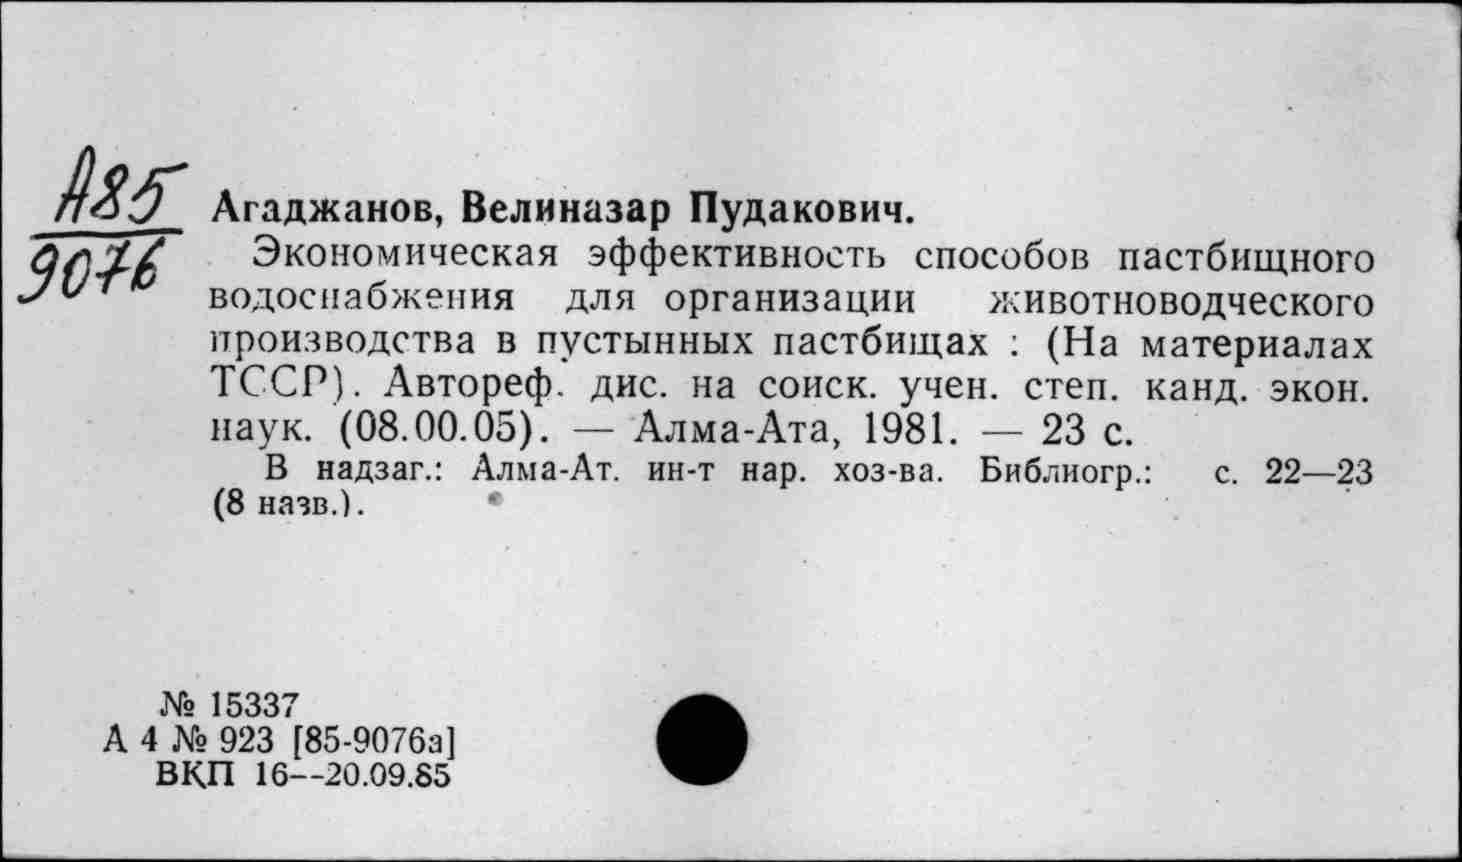 А85
9076
Агаджанов, Велиназар Пудакович.
Экономическая эффективность способов пастбищного
водоснабжения для организации животноводческого
производства в пустынных пастбищах : (На материалах
ТССР). Автореф. дис. на соиск. учен. степ. канд. экон.
наук. (08.00.05). — Алма-Ата, 1981. — 23 с.
В надзаг.: Алма-Ат. ин-т нар. хоз-ва. Библиогр.: с. 22—23
(8 назв.).
№ 15337
А 4 № 923 [85-9076а]
ВКП 16—20.09.85